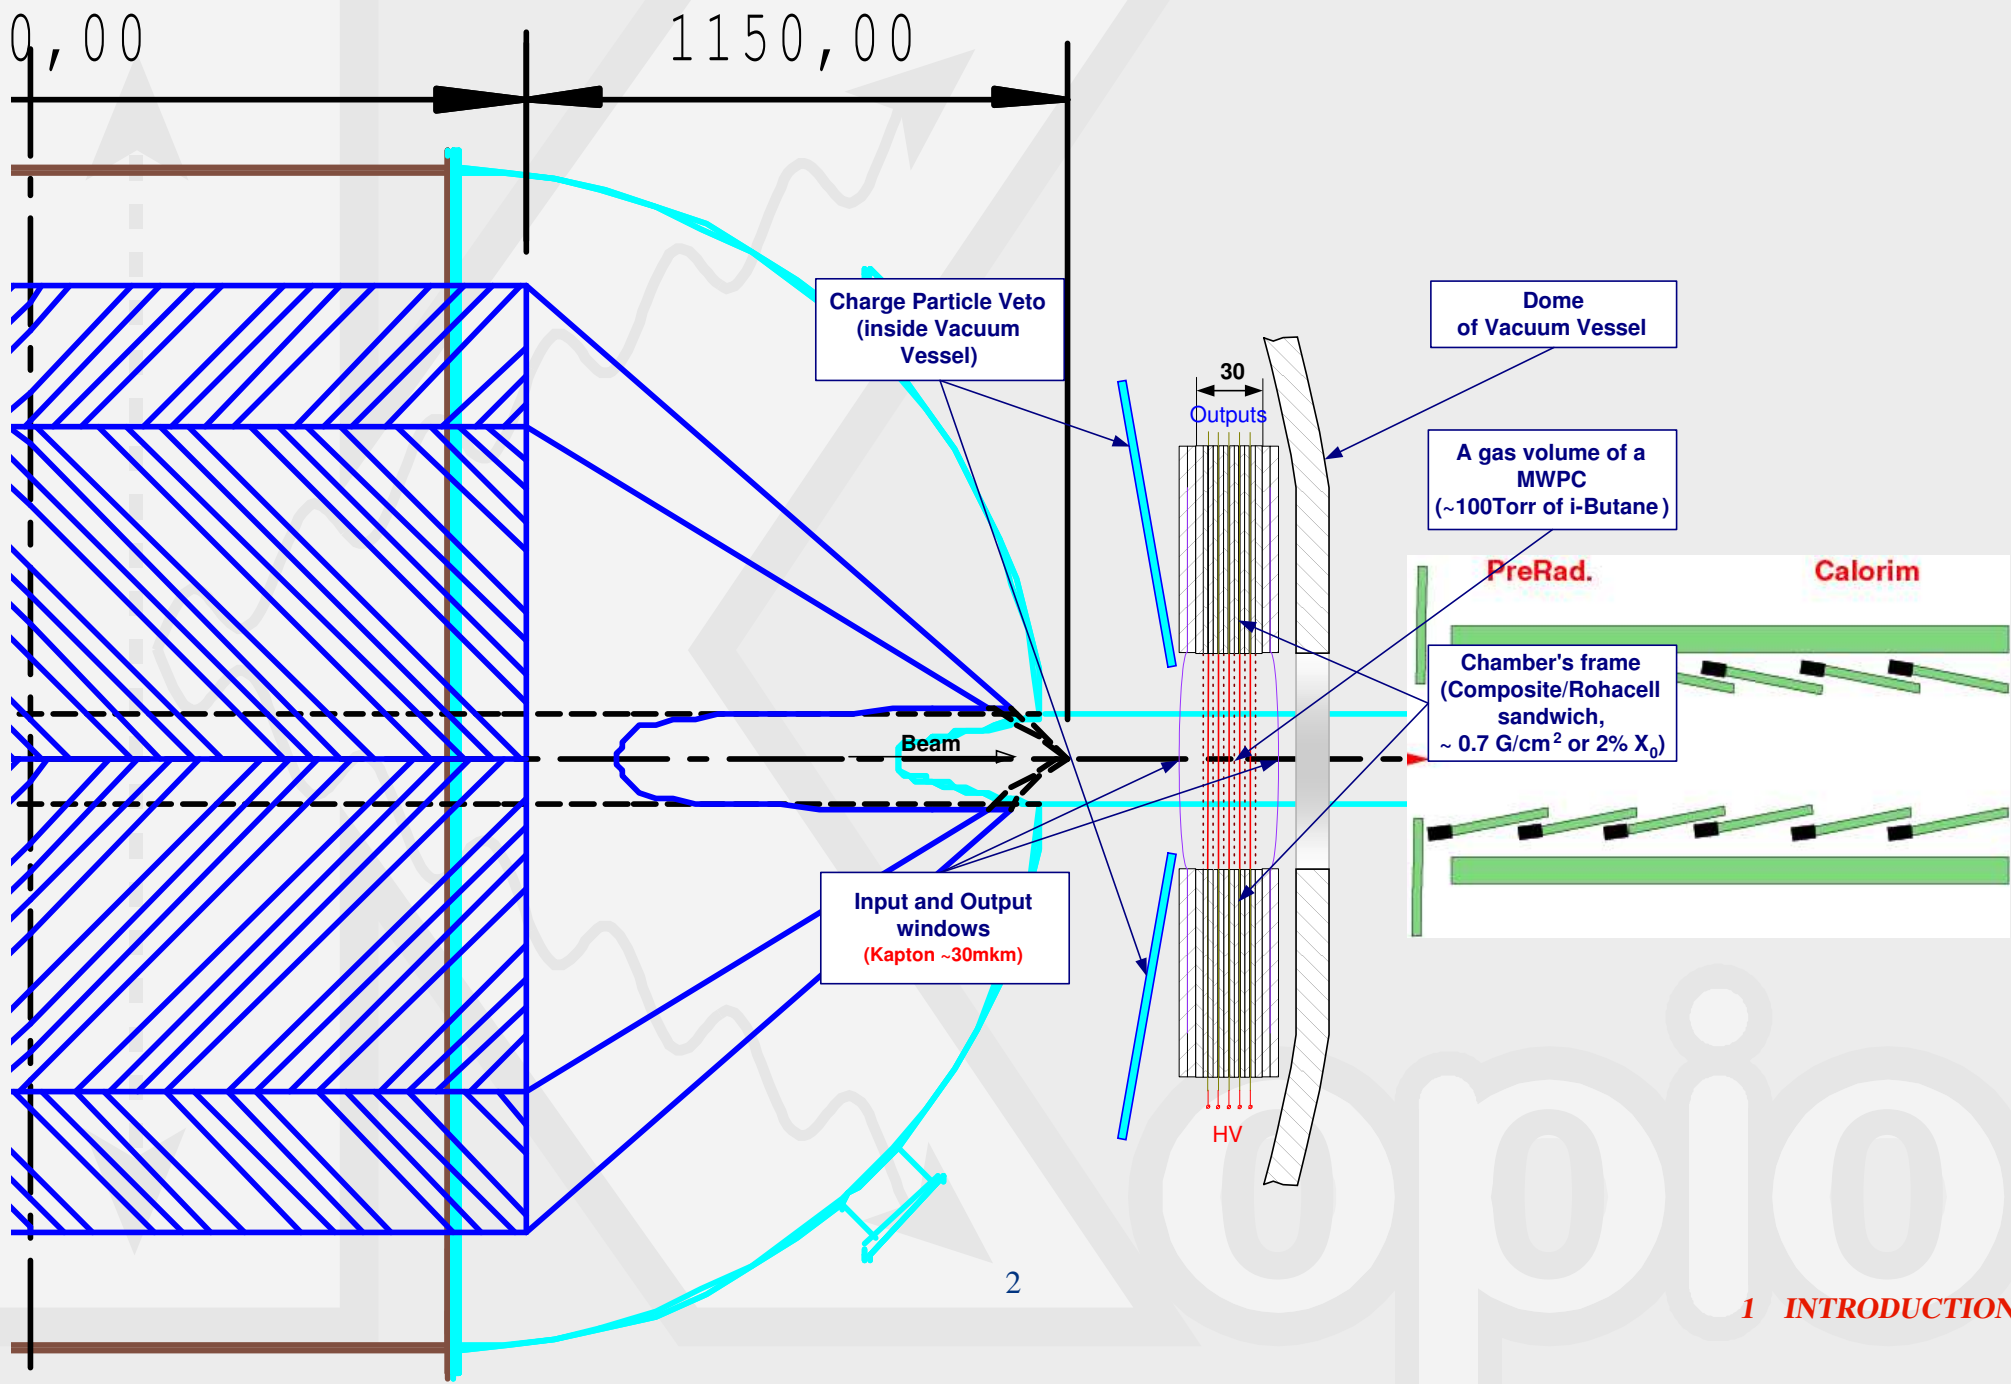 0,00
1150,00
Charge Particle Veto
(inside Vacuum
Vessel)
Dome
of Vacuum Vessel
30
Outputs
A gas volume of a
MWPC
(~100Torr of i-Butane)
PreRad.
Calorim
Chamber's frame
(Composite/Rohacell
sandwich,
~ 0.7 G/cm² or 2% X₀)
Beam
Input and Output
windows
(Kapton ~30mkm)
HV
opio
2
1 INTRODUCTION